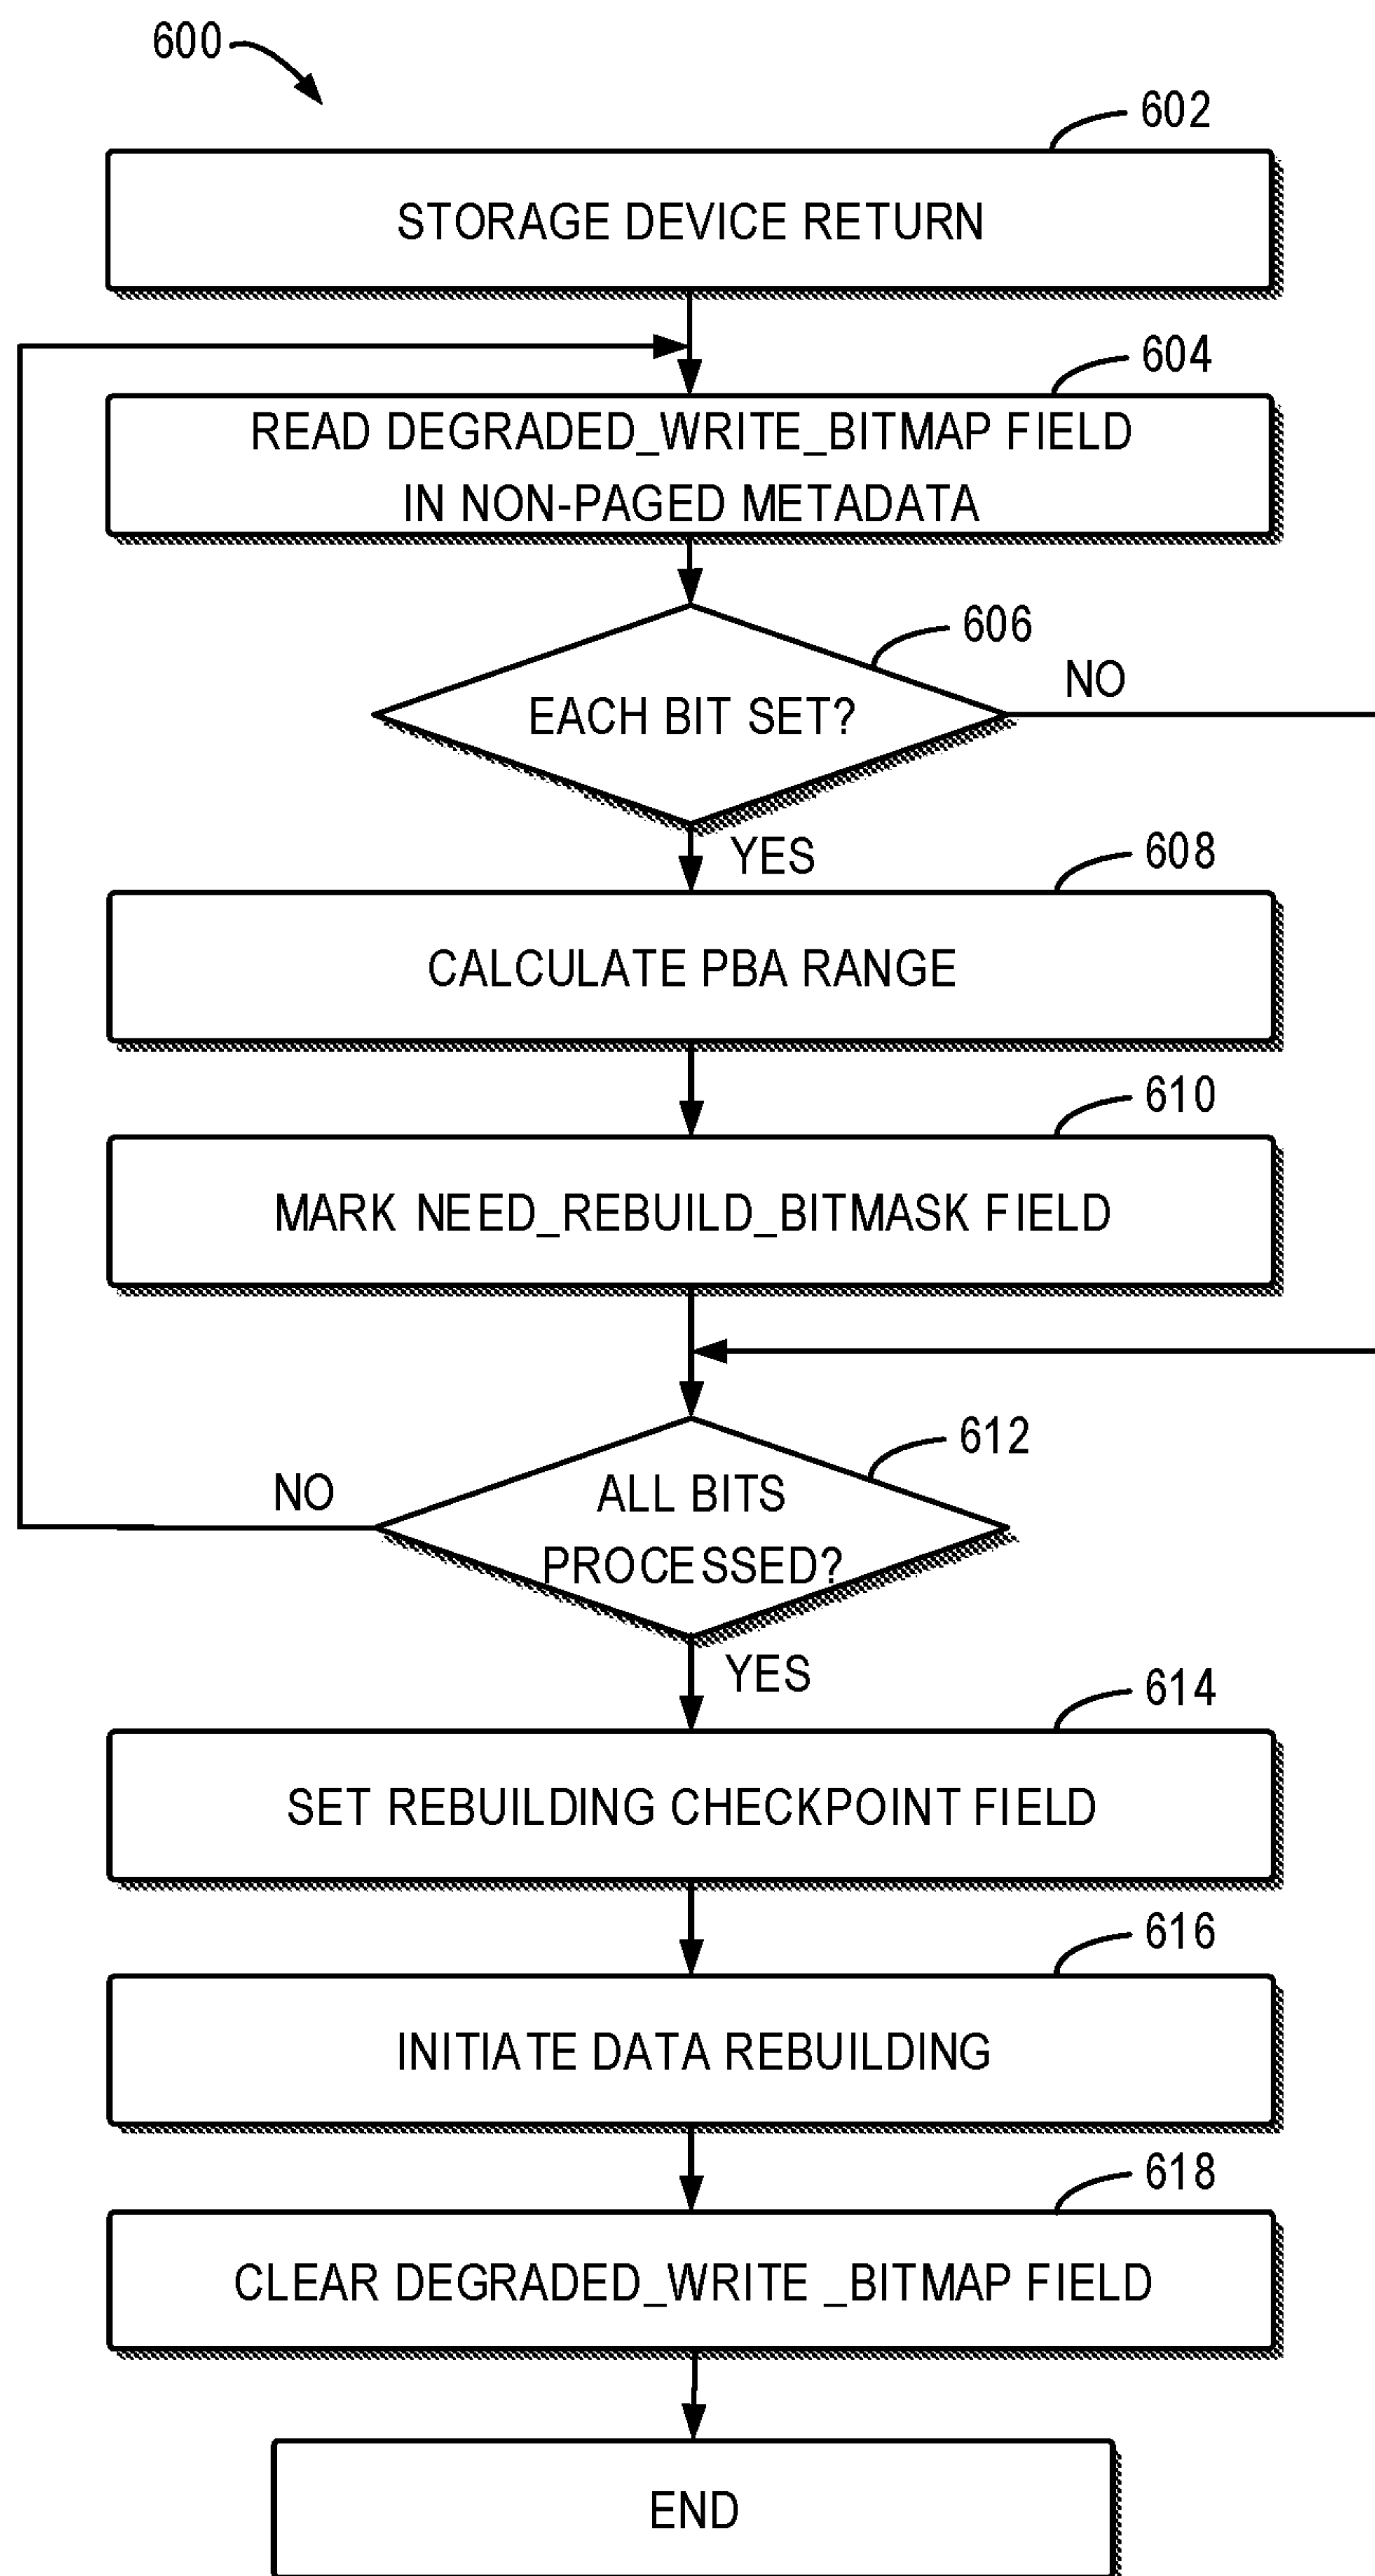 600
602
STORAGE DEVICE RETURN
604
READ DEGRADED_WRITE_BITMAP FIELD
IN NON-PAGED METADATA
606
NO
EACH BIT SET?
YES
608
CALCULATE PBA RANGE
610
MARK NEED_REBUILD_BITMASK FIELD
612
NO
ALL BITS
PROCESSED?
YES
614
SET REBUILDING CHECKPOINT FIELD
616
INITIATE DATA REBUILDING
618
CLEAR DEGRADED_WRITE _BITMAP FIELD
END